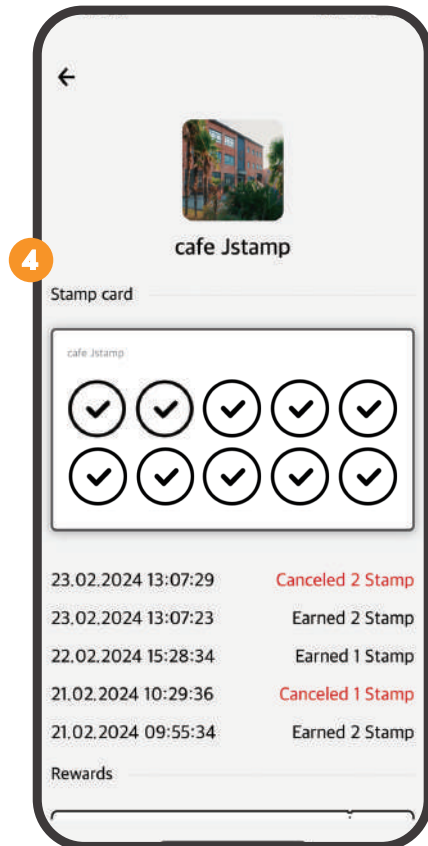 cafe Jstamp
4
Stamp card
cafe Jstamp
23.02.2024 13:07:29 Canceled 2 Stamp
23.02.2024 13:07:23 Earned 2 Stamp
22.02.2024 15:28:34 Earned 1 Stamp
21.02.2024 10:29:36 Canceled 1 Stamp
21.02.2024 09:55:34 Earned 2 Stamp
Rewards